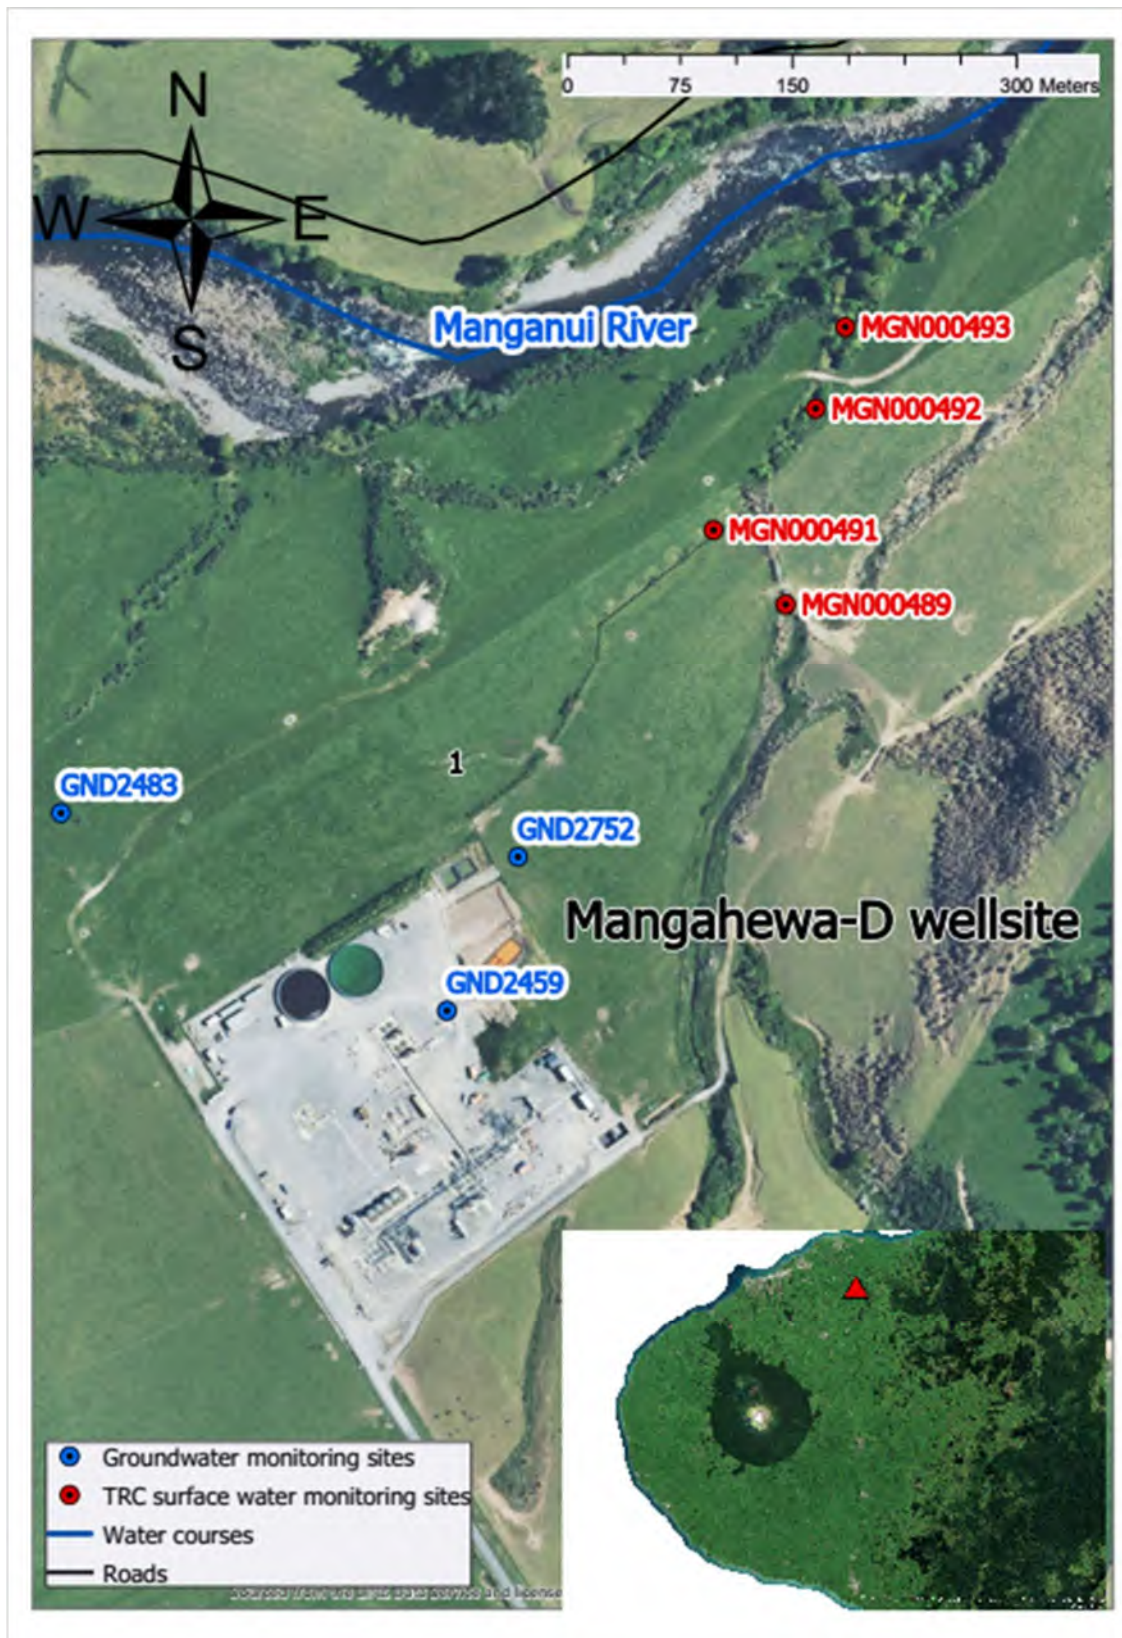 N
0 75 150 300 Meters
W E
S
Manganui River
MGN000493
MGN000492
MGN000491
MGN000489
1
GND2483
GND2752
Mangahewa-D wellsite
GND2459
Groundwater monitoring sites
TRC surface water monitoring sites
Water courses
Roads